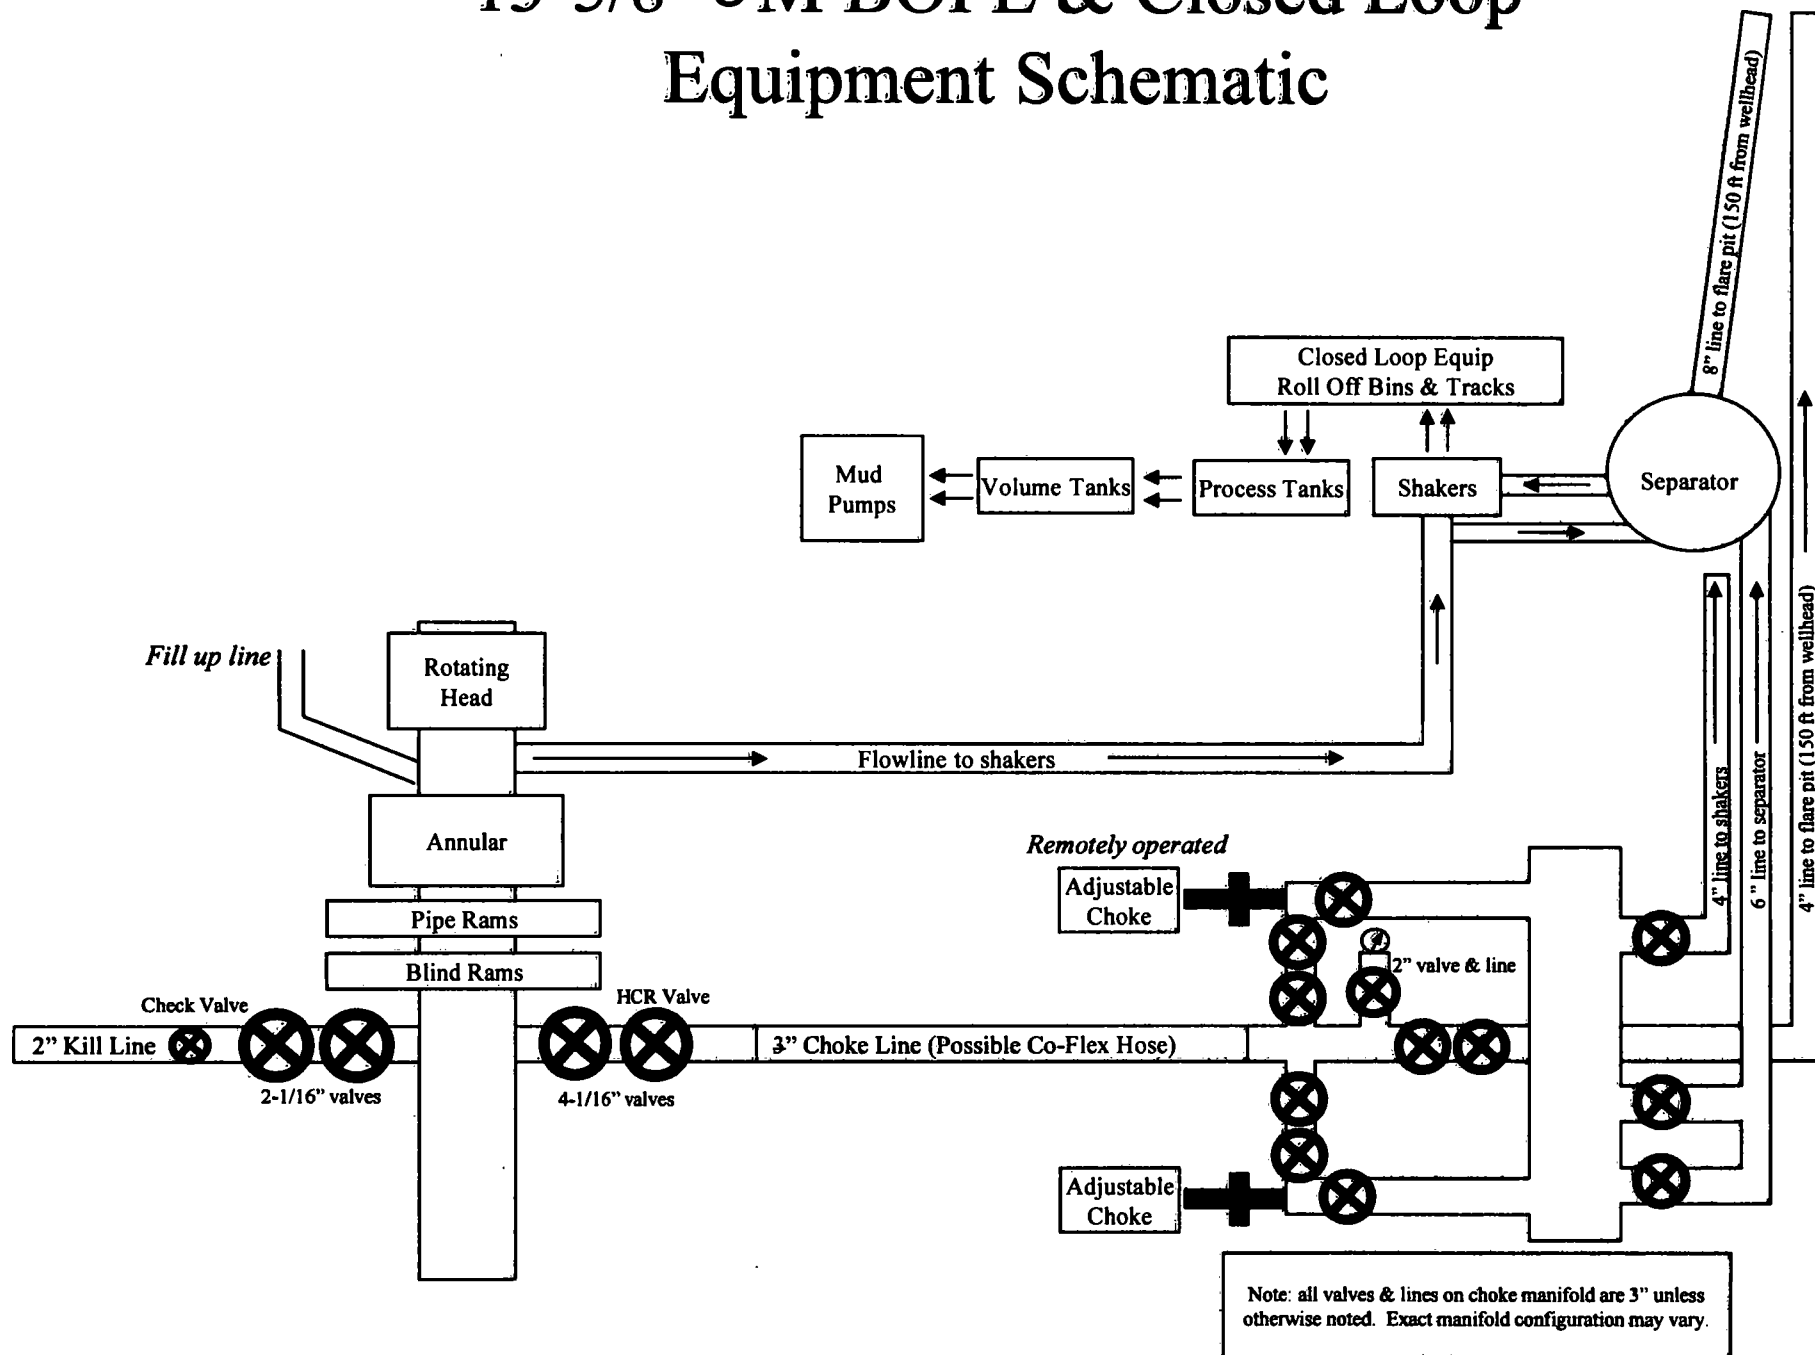 BOPE & Closed Loop
Equipment Schematic
8” line to flare pit (150 ft from wellhead)
Closed Loop Equip
Roll Off Bins & Tracks
Mud
Pumps
Volume Tanks
Process Tanks
Shakers
Separator
Fill up line
Rotating
Head
Flowline to shakers
Annular
Pipe Rams
Blind Rams
Check Valve
HCR Valve
2” Kill Line
3” Choke Line (Possible Co-Flex Hose)
2-1/16” valves
4-1/16” valves
Remotely operated
Adjustable
Choke
2” valve & line
Adjustable
Choke
4” line to shakers
6” line to separator
4” line to flare pit (150 ft from wellhead)
Note: all valves & lines on choke manifold are 3” unless
otherwise noted. Exact manifold configuration may vary.